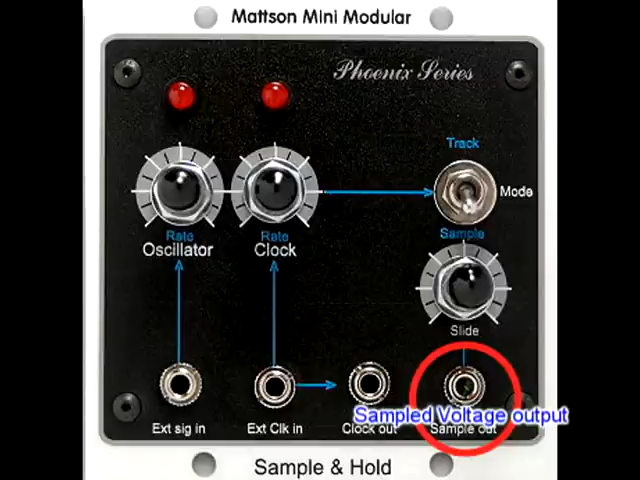 Mattson Mini Modular
Phoenix Series
Track
Mode
Rate
Rate
Sample
Oscillator
Clock
Slide
Sampled Voltage output
Ext sig in
Ext Clk in
Clock out
Sample out
Sample & Hold